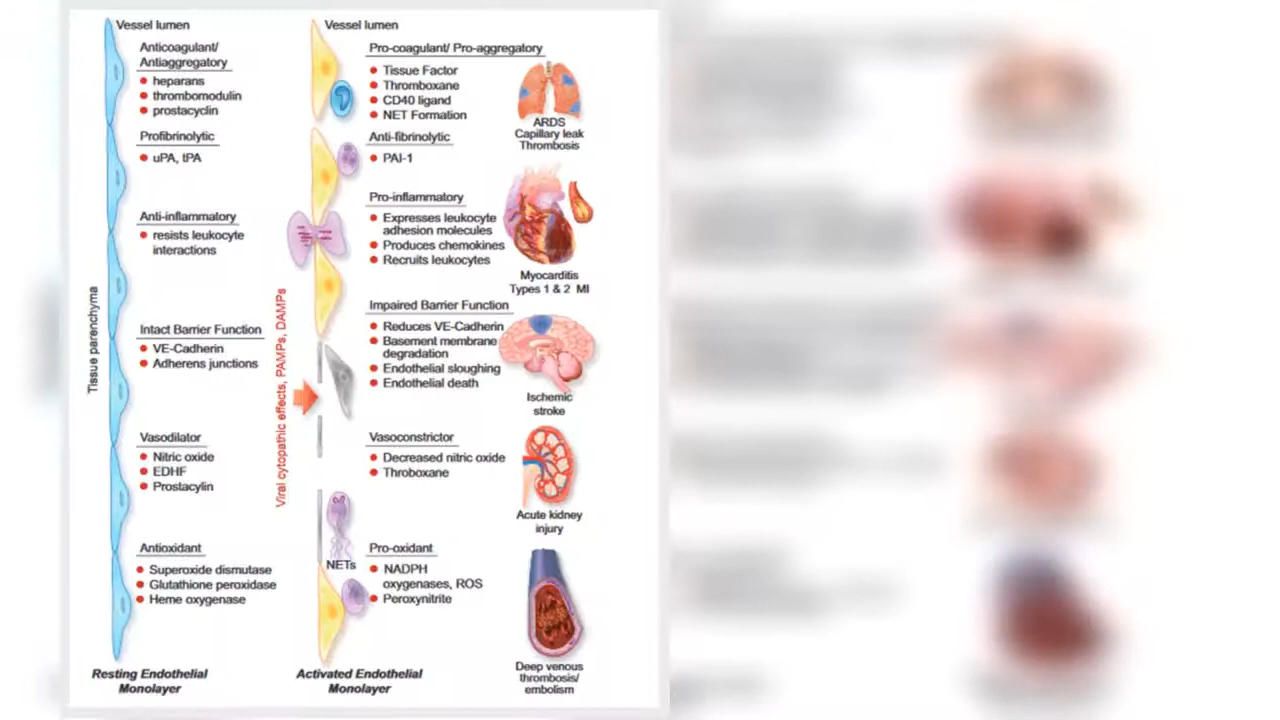 Vessel lumen
Anticoagulant/
Antiaggregatory
heparans
thrombomodulin
prostacyclin
Profibrinolytic
uPA, tPA
Anti-inflammatory
resists leukocyte
interactions
Tissue parenchyma
Intact Barrier Function
VE-Cadherin
Adherens junctions
Vasodilator
Nitric oxide
EDHF
Prostacylin
Antioxidant
Superoxide dismutase
Glutathione peroxidase
Heme oxygenase
Resting Endothelial
Monolayer
Viral cytopathic effects, PAMPs, DAMPs
Vessel lumen
Pro-coagulant/ Pro-aggregatory
Tissue Factor
Thromboxane
CD40 ligand
NET Formation
Anti-fibrinolytic
PAI-1
Pro-inflammatory
Expresses leukocyte
adhesion molecules
Produces chemokines
Recruits leukocytes
Impaired Barrier Function
Reduces VE-Cadherin
Basement membrane
degradation
Endothelial sloughing
Endothelial death
Vasoconstrictor
Decreased nitric oxide
Throboxane
NETs
Pro-oxidant
NADPH
oxygenases, ROS
Peroxynitrite
Activated Endothelial
Monolayer
ARDS
Capillary leak
Thrombosis
Myocarditis
Types 1 & 2 MI
Ischemic
stroke
Acute kidney
injury
Deep venous
thrombosis/
embolism